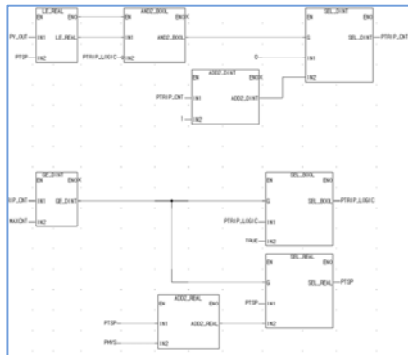 LE_REAL
EN ENO
PV_OUT IN1 LE_REAL
PTSP IN2
AND2_BOOL
EN ENO
IN1 AND2_BOOL
PTRIP_LOGIC IN2
SEL_DINT
EN ENO
G SEL_DINT PTRIP_CNT
0 IN1
IN2
ADD2_DINT
EN ENO
PTRIP_CNT IN1 ADD2_DINT
1 IN2
GE_DINT
EN ENO
IP_CNT IN1 GE_DINT
MAXCNT IN2
SEL_BOOL
EN ENO
G SEL_BOOL PTRIP_LOGIC
PTRIP_LOGIC IN1
IN2
SEL_REAL
EN ENO
G SEL_REAL PTSP
PTSP IN1
IN2
ADD2_REAL
EN ENO
PTSP IN1 ADD2_REAL
PHYS IN2